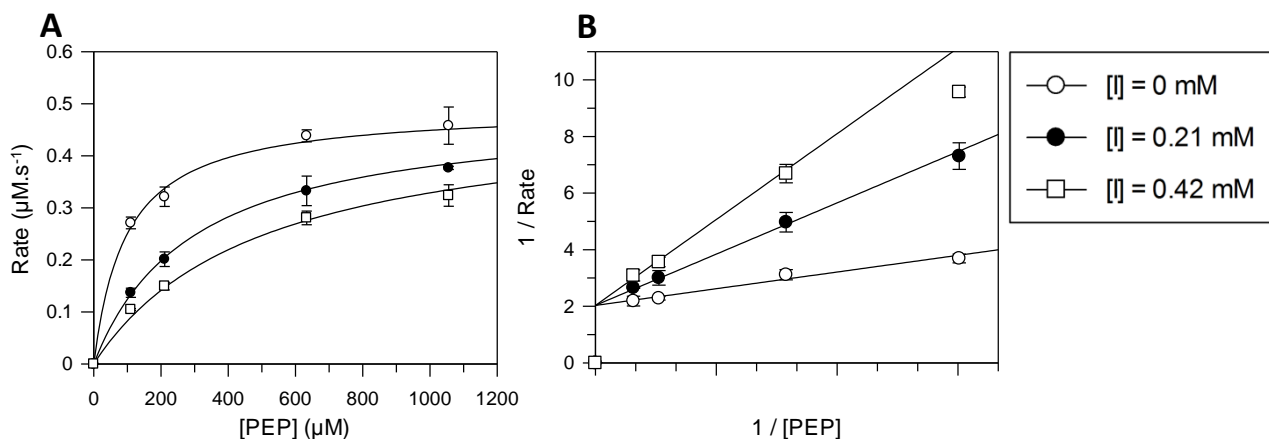 A
Rate (µM.s⁻¹)
0.6
0.5
0.4
0.3
0.2
0.1
0
0 200 400 600 800 1000 1200
[PEP] (µM)
B
1 / Rate
10
8
6
4
2
0
1 / [PEP]
[I] = 0 mM
[I] = 0.21 mM
[I] = 0.42 mM